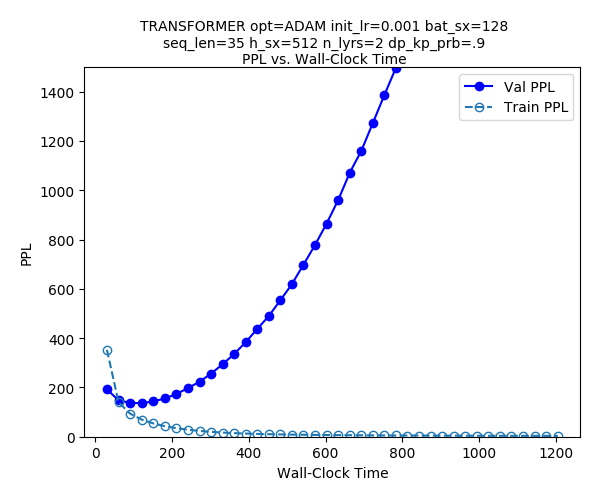 TRANSFORMER opt=ADAM init_lr=0.001 bat_sx=128
seq_len=35 h_sx=512 n_lyrs=2 dp_kp_prb=.9
PPL vs. Wall-Clock Time
Val PPL
Train PPL
PPL
1400
1200
1000
800
600
400
200
0
0 200 400 600 800 1000 1200
Wall-Clock Time